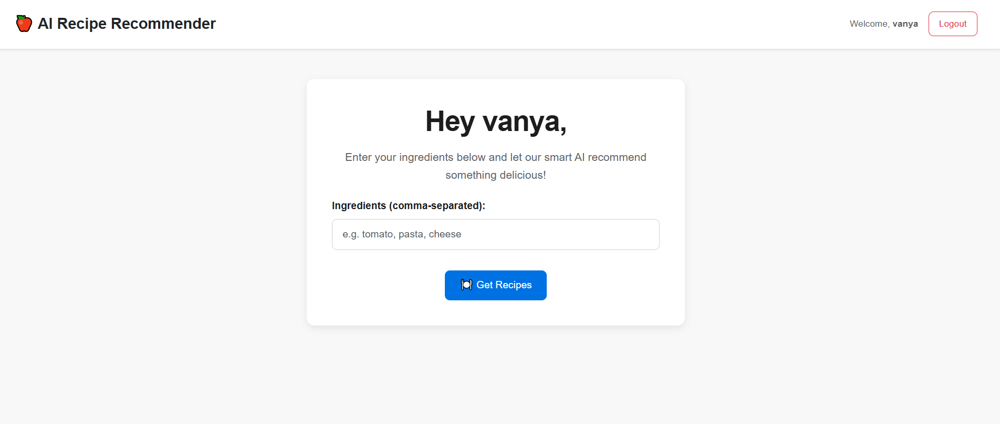 AI Recipe Recommender
Welcome, vanya
Logout
Hey vanya,
Enter your ingredients below and let our smart AI recommend
something delicious!
Ingredients (comma-separated):
e.g. tomato, pasta, cheese
Get Recipes